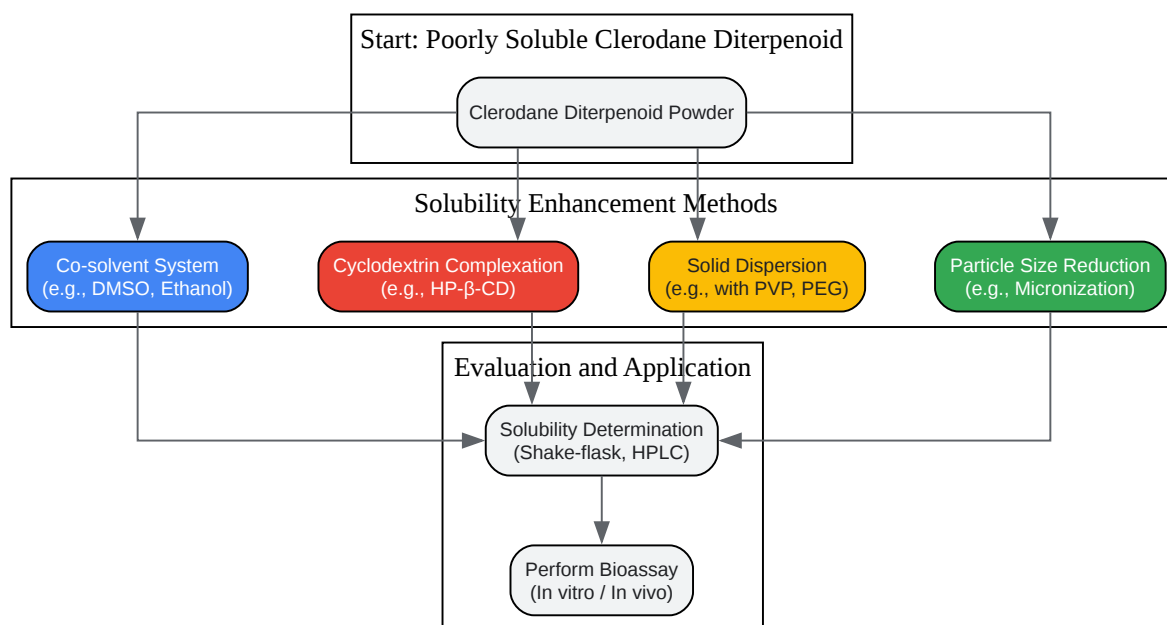 Start: Poorly Soluble Clerodane Diterpenoid
Clerodane Diterpenoid Powder
Solubility Enhancement Methods
Co-solvent System
(e.g., DMSO, Ethanol)
Cyclodextrin Complexation
(e.g., HP-β-CD)
Solid Dispersion
(e.g., with PVP, PEG)
Particle Size Reduction
(e.g., Micronization)
Evaluation and Application
Solubility Determination
(Shake-flask, HPLC)
Perform Bioassay
(In vitro / In vivo)